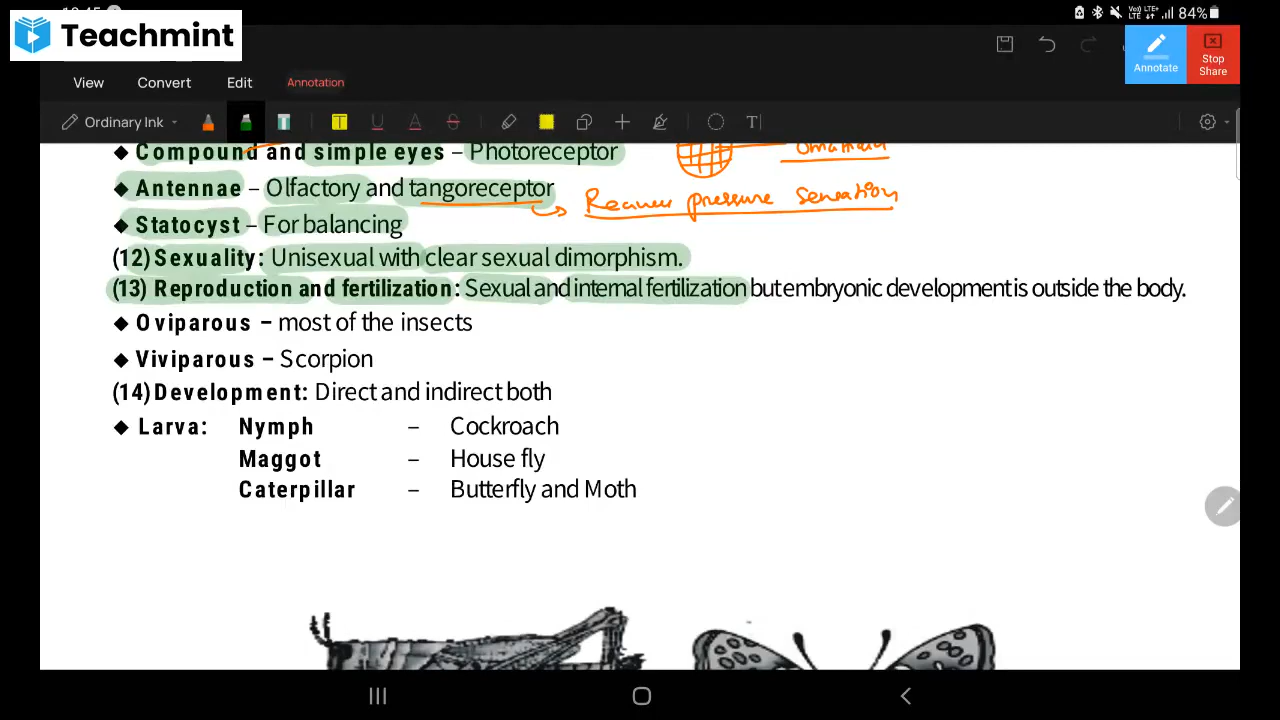 Teachmint
Vo) LTE+
LTE 84%
View Convert Edit Annotation
Annotate
Stop
Share
Ordinary Ink T T A S T
◆ Compound and simple eyes – Photoreceptor
◆ Antennae – Olfactory and tangoreceptor pressure sensation
◆ Statocyst – For balancing
(12) Sexuality: Unisexual with clear sexual dimorphism.
(13) Reproduction and fertilization: Sexual and internal fertilization but embryonic development is outside the body.
◆ Oviparous – most of the insects
◆ Viviparous – Scorpion
(14) Development: Direct and indirect both
◆ Larva: Nymph – Cockroach
Maggot – House fly
Caterpillar – Butterfly and Moth